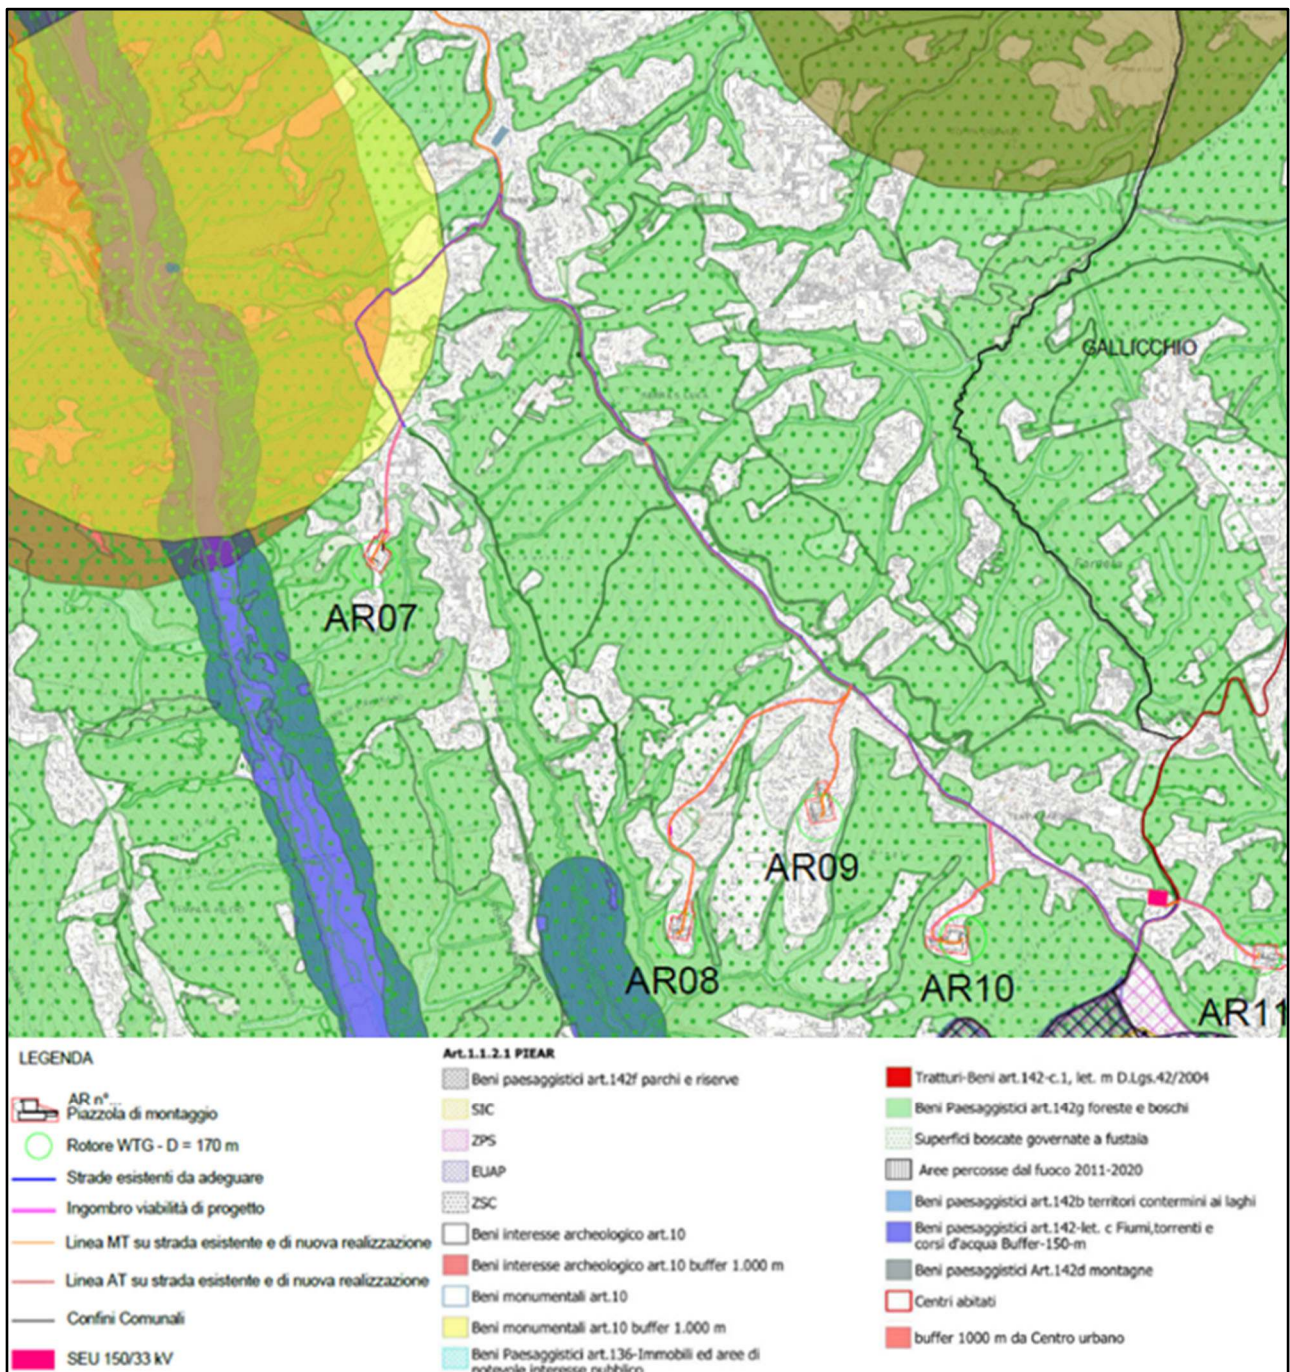 GALLICCHIO
AR07
AR09
AR08
AR10
AR11
LEGENDA
AR n°...
Piazzola di montaggio
Rotore WTG - D = 170 m
Strade esistenti da adeguare
Ingombro viabilità di progetto
Linea MT su strada esistente e di nuova realizzazione
Linea AT su strada esistente e di nuova realizzazione
Confini Comunali
SEU 150/33 kV
Art.1.1.2.1 PIEAR
Beni paesaggistici art.142f parchi e riserve
SIC
ZPS
EUAP
ZSC
Beni interesse archeologico art.10
Beni interesse archeologico art.10 buffer 1.000 m
Beni monumentali art.10
Beni monumentali art.10 buffer 1.000 m
Beni Paesaggistici art.136-Immobili ed aree di
notevole interesse pubblico
Tratturi-Beni art.142-c.1, let. m D.Lgs.42/2004
Beni Paesaggistici art.142g foreste e boschi
Superfici boscate governate a fustaia
Aree percosse dal fuoco 2011-2020
Beni paesaggistici art.142b territori contermini ai laghi
Beni paesaggistici art.142-let. c Fiumi,torrenti e
corsi d'acqua Buffer-150-m
Beni paesaggistici Art.142d montagne
Centri abitati
buffer 1000 m da Centro urbano